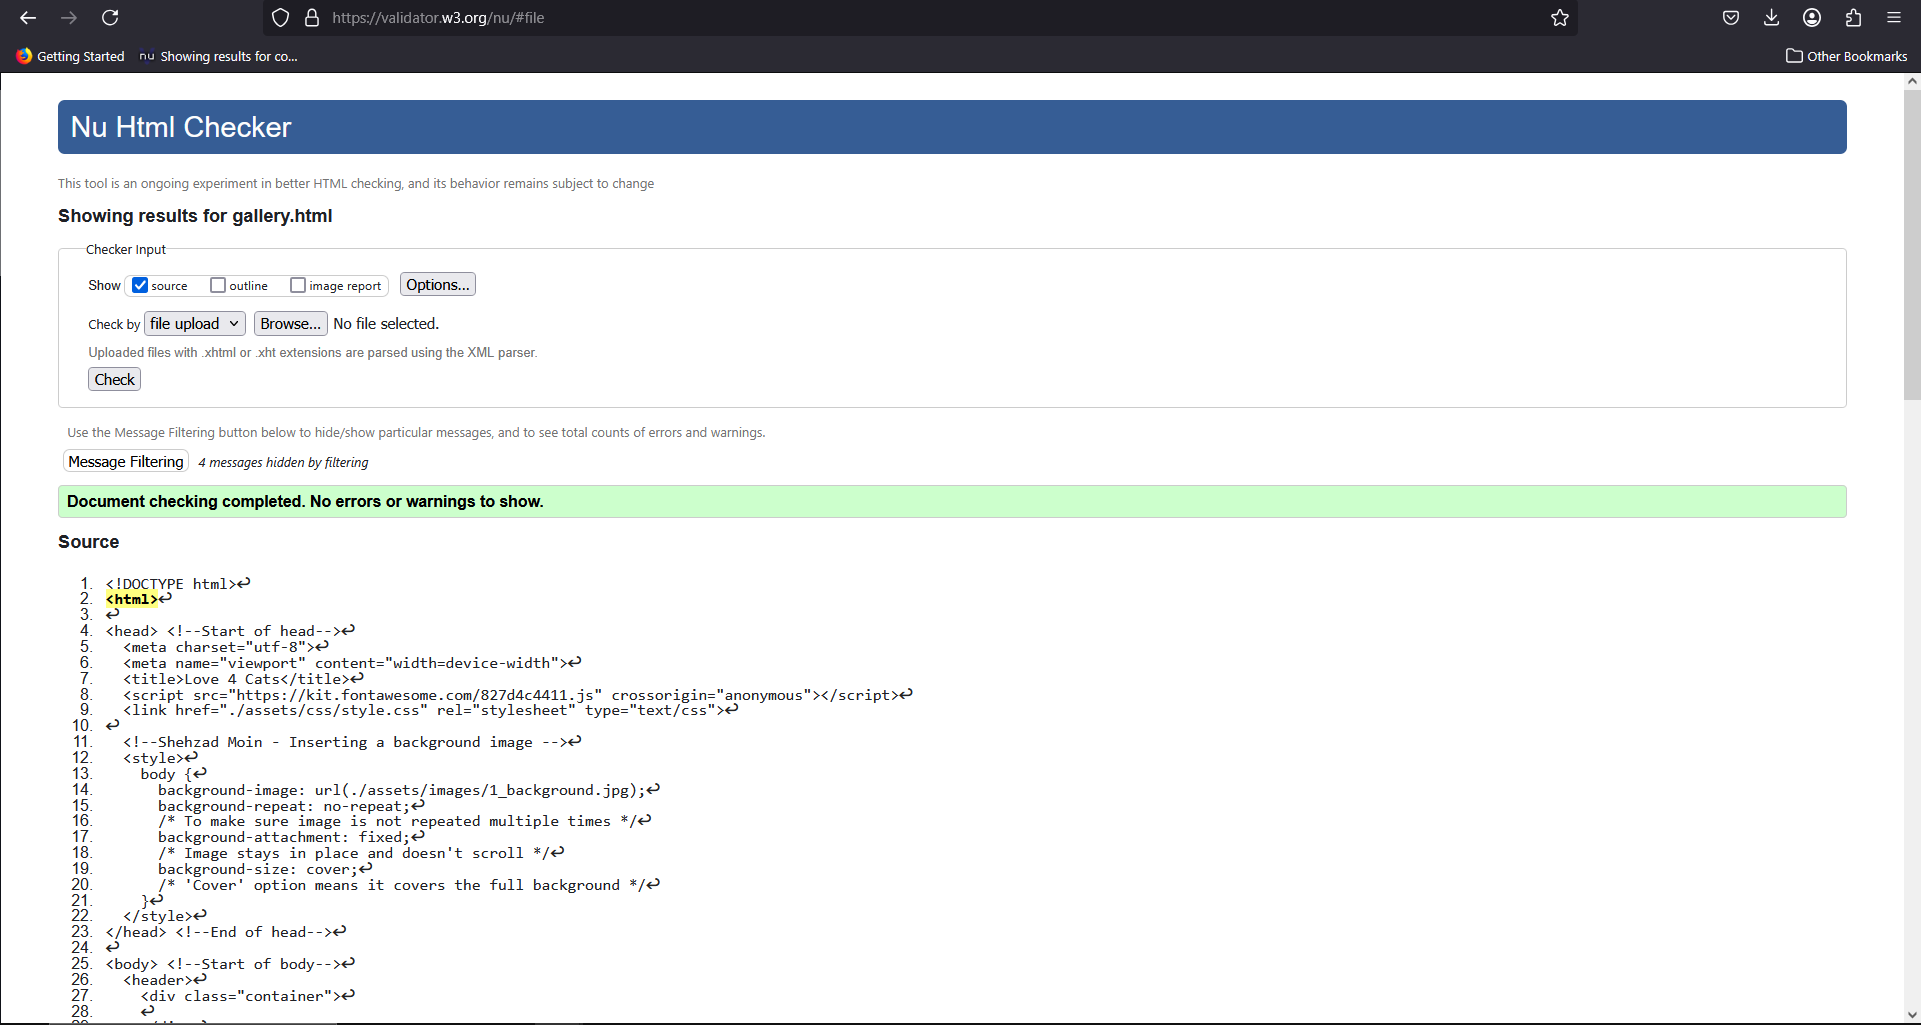 https://validator.w3.org/nu/#file
Getting Started nu Showing results for co... Other Bookmarks
Nu Html Checker
This tool is an ongoing experiment in better HTML checking, and its behavior remains subject to change
Showing results for gallery.html
Checker Input
Show source outline image report Options...
Check by file upload Browse... No file selected.
Uploaded files with .xhtml or .xht extensions are parsed using the XML parser.
Check
Use the Message Filtering button below to hide/show particular messages, and to see total counts of errors and warnings.
Message Filtering 4 messages hidden by filtering
Document checking completed. No errors or warnings to show.
Source
1. <!DOCTYPE html>↩
2. <html>↩
3. ↩
4. <head> <!--Start of head-->↩
5. <meta charset="utf-8">↩
6. <meta name="viewport" content="width=device-width">↩
7. <title>Love 4 Cats</title>↩
8. <script src="https://kit.fontawesome.com/827d4c4411.js" crossorigin="anonymous"></script>↩
9. <link href="./assets/css/style.css" rel="stylesheet" type="text/css">↩
10. ↩
11. <!--Shehzad Moin - Inserting a background image -->↩
12. <style>↩
13. body {↩
14. background-image: url(./assets/images/1_background.jpg);↩
15. background-repeat: no-repeat;↩
16. /* To make sure image is not repeated multiple times */↩
17. background-attachment: fixed;↩
18. /* Image stays in place and doesn't scroll */↩
19. background-size: cover;↩
20. /* 'Cover' option means it covers the full background */↩
21. }↩
22. </style>↩
23. </head> <!--End of head-->↩
24. ↩
25. <body> <!--Start of body-->↩
26. <header>↩
27. <div class="container">↩
28. ↩